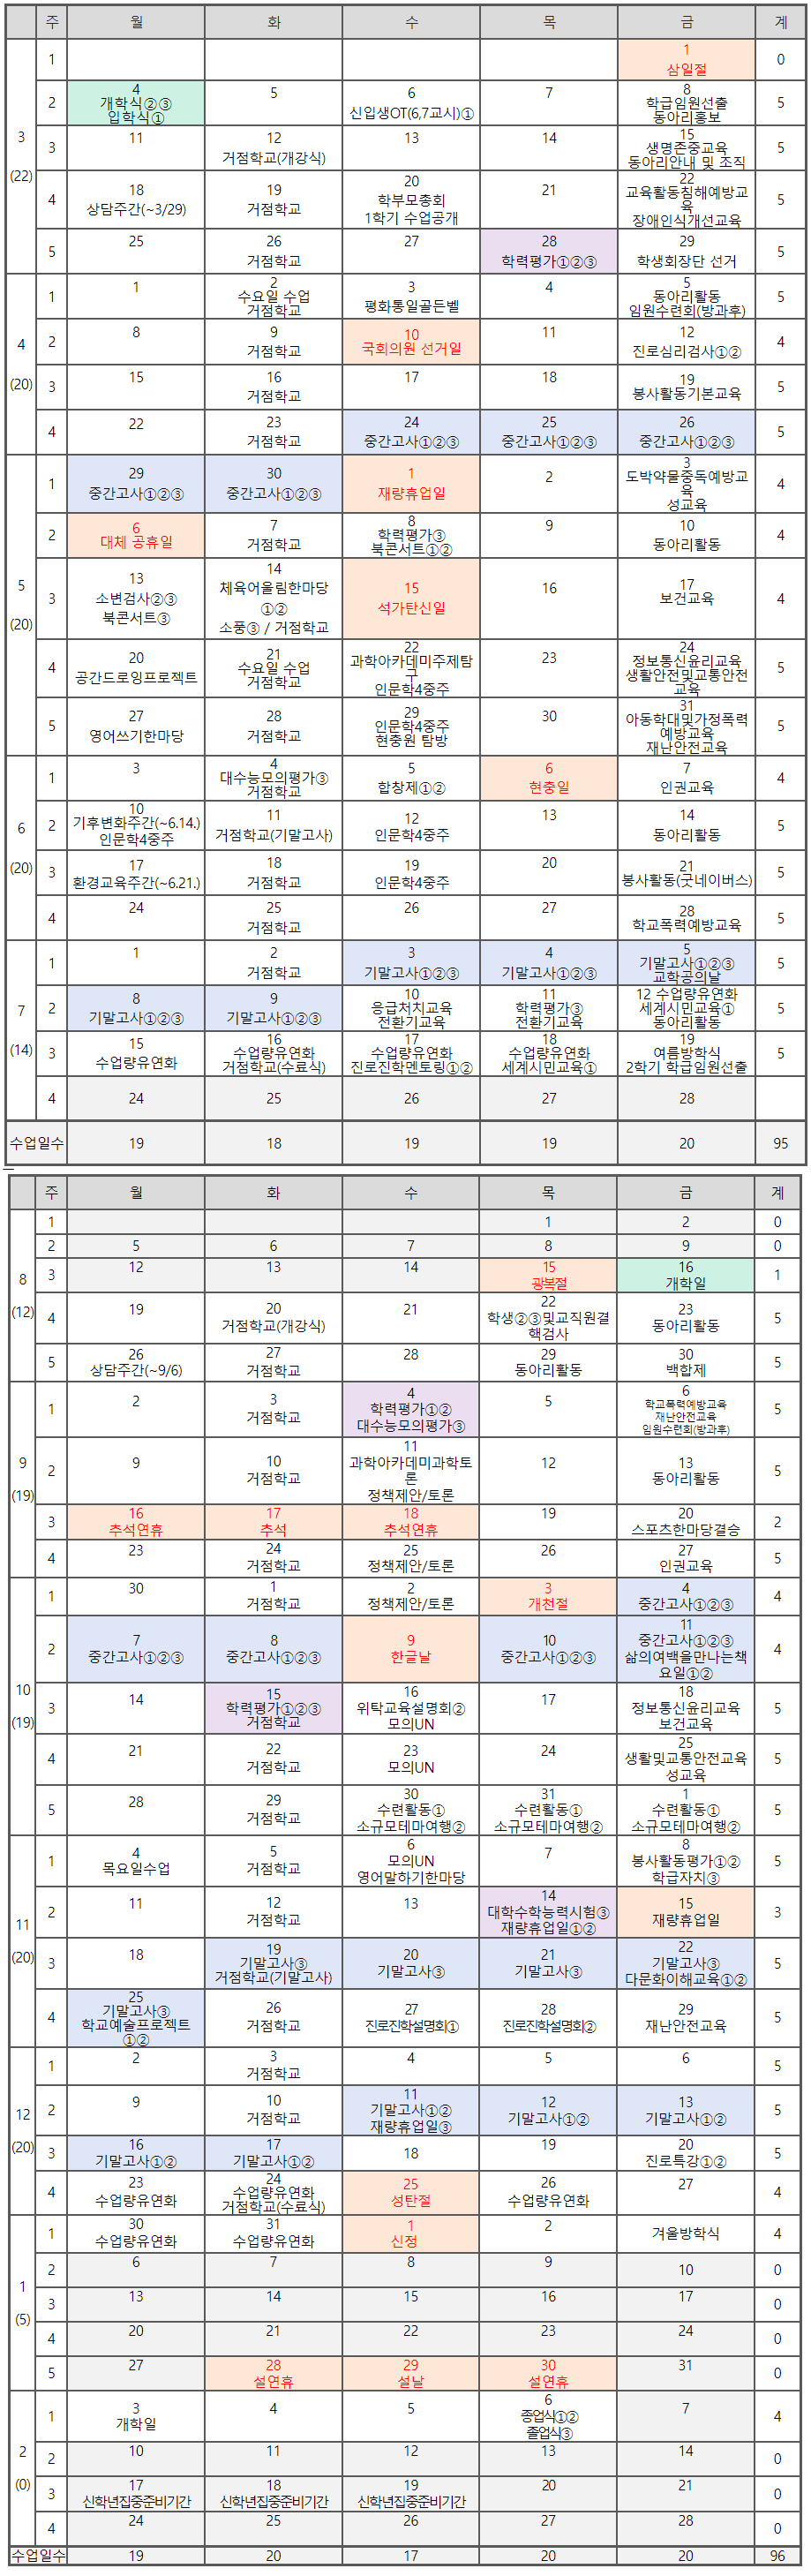 주 월 화 수 목 금 계
3
(22)
1 1 0
삼일절
2 4 5 6 7 8 5
개학식②③ 신입생OT(6,7교시)① 학급임원선출
입학식① 동아리홍보
3 11 12 13 14 15 5
거점학교(개강식) 생명존중교육
동아리안내 및 조직
4 18 19 20 21 22 5
상담주간(~3/29) 거점학교 학부모총회 교육활동침해예방교
육
1학기 수업공개 장애인식개선교육
5 25 26 27 28 29 5
거점학교 학력평가①②③ 학생회장단 선거
4
(20)
1 1 2 3 4 5 5
수요일 수업 평화통일골든벨 동아리활동
거점학교 임원수련회(방과후)
2 8 9 10 11 12 4
거점학교 국회의원 선거일 진로심리검사①②
3 15 16 17 18 19 5
거점학교 봉사활동기본교육
4 22 23 24 25 26 5
거점학교 중간고사①②③ 중간고사①②③ 중간고사①②③
5
(20)
1 29 30 1 2 3 4
중간고사①②③ 중간고사①②③ 재량휴업일 도박약물중독예방교
육
성교육
2 6 7 8 9 10 4
대체 공휴일 거점학교 학력평가③ 동아리활동
북콘서트①②
3 13 14 15 16 17 4
소변검사②③ 체육어울림한마당 석가탄신일 보건교육
북콘서트③ ①②
소풍③ / 거점학교
4 20 21 22 23 24 5
공간드로잉프로젝트 수요일 수업 과학아카데미주제탐 정보통신윤리교육
거점학교 구 생활안전및교통안전
인문학4중주 교육
5 27 28 29 30 31 5
영어쓰기한마당 거점학교 인문학4중주 아동학대및가정폭력
현충원 탐방 예방교육
재난안전교육
6
(20)
1 3 4 5 6 7 4
대수능모의평가③ 합창제①② 현충일 인권교육
거점학교
2 10 11 12 13 14 5
기후변화주간(~6.14.) 거점학교(기말고사) 인문학4중주 동아리활동
인문학4중주
3 17 18 19 20 21 5
환경교육주간(~6.21.) 거점학교 인문학4중주 봉사활동(굿네이버스)
4 24 25 26 27 28 5
거점학교 학교폭력예방교육
7
(14)
1 1 2 3 4 5 5
거점학교 기말고사①②③ 기말고사①②③ 기말고사①②③
교학공의날
2 8 9 10 11 12 수업량유연화 5
기말고사①②③ 기말고사①②③ 응급처치교육 학력평가③ 세계시민교육①
전환기교육 전환기교육 동아리활동
3 15 16 17 18 19 5
수업량유연화 수업량유연화 수업량유연화 수업량유연화 여름방학식
거점학교(수료식) 진로진학멘토링①② 세계시민교육① 2학기 학급임원선출
4 24 25 26 27 28
수업일수 19 18 19 19 20 95
주 월 화 수 목 금 계
8
(12)
1 1 2 0
2 5 6 7 8 9 0
3 12 13 14 15 16 1
광복절 개학일
4 19 20 21 22 23 5
거점학교(개강식) 학생②③및교직원결 동아리활동
핵검사
5 26 27 28 29 30 5
상담주간(~9/6) 거점학교 동아리활동 백합제
9
(19)
1 2 3 4 5 6 5
거점학교 학력평가①② 학교폭력예방교육
대수능모의평가③ 재난안전교육
임원수련회(방과후)
2 9 10 11 12 13 5
거점학교 과학아카데미과학토 동아리활동
론
정책제안/토론
3 16 17 18 19 20 2
추석연휴 추석 추석연휴 스포츠한마당결승
4 23 24 25 26 27 5
거점학교 정책제안/토론 인권교육
10
(19)
1 30 1 2 3 4 4
거점학교 정책제안/토론 개천절 중간고사①②③
2 7 8 9 10 11 4
중간고사①②③ 중간고사①②③ 한글날 중간고사①②③ 중간고사①②③
삶의여백을만나는책
요일①②
3 14 15 16 17 18 5
학력평가①②③ 위탁교육설명회② 정보통신윤리교육
거점학교 모의UN 보건교육
4 21 22 23 24 25 5
거점학교 모의UN 생활및교통안전교육
성교육
5 28 29 30 31 1 5
거점학교 수련활동① 수련활동① 수련활동①
소규모테마여행② 소규모테마여행② 소규모테마여행②
11
(20)
1 4 5 6 7 8 5
목요일수업 거점학교 모의UN 봉사활동평가①②
영어말하기한마당 학급자치③
2 11 12 13 14 15 3
거점학교 대학수학능력시험③ 재량휴업일
재량휴업일①②
3 18 19 20 21 22 5
기말고사③ 기말고사③ 기말고사③ 기말고사③
거점학교(기말고사) 다문화이해교육①②
4 25 26 27 28 29 5
기말고사③ 거점학교 진로진학설명회① 진로진학설명회② 재난안전교육
학교예술프로젝트
①②
12
(20)
1 2 3 4 5 6 5
거점학교
2 9 10 11 12 13 5
거점학교 기말고사①② 기말고사①② 기말고사①②
재량휴업일③
3 16 17 18 19 20 5
기말고사①② 기말고사①② 진로특강①②
4 23 24 25 26 27 4
수업량유연화 수업량유연화 성탄절 수업량유연화
거점학교(수료식)
1
(5)
1 30 31 1 2 겨울방학식 4
수업량유연화 수업량유연화 신정
2 6 7 8 9 10 0
3 13 14 15 16 17 0
4 20 21 22 23 24 0
5 27 28 29 30 31 0
설연휴 설날 설연휴
2
(0)
1 3 4 5 6 7 4
개학일 종업식①②
졸업식③
2 10 11 12 13 14 0
3 17 18 19 20 21 0
신학년집중준비기간 신학년집중준비기간 신학년집중준비기간
4 24 25 26 27 28 0
수업일수 19 20 17 20 20 96